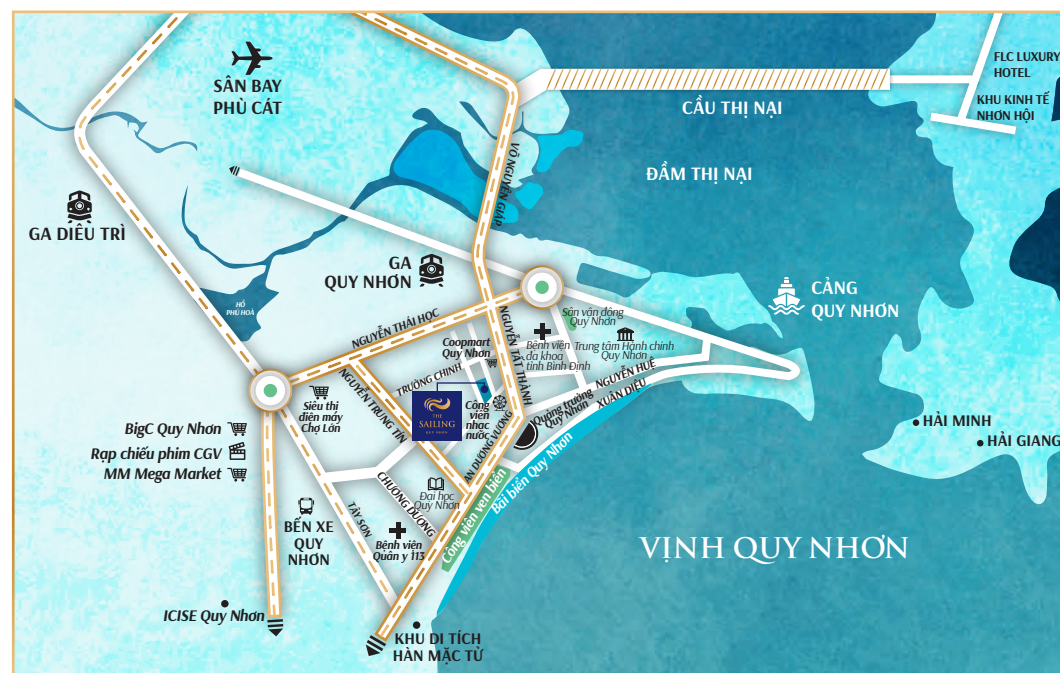 SÂN BAY
PHÙ CÁT
FLC LUXURY
HOTEL
KHU KINH TẾ
NHƠN HỘI
CẦU THỊ NẠI
ĐẦM THỊ NẠI
VÕ NGUYÊN GIÁP
GA DIÊU TRÌ
GA
QUY NHƠN
CẢNG
QUY NHƠN
HỒ
PHÚ HOÀ
NGUYỄN THÁI HỌC
Sân vận động
Quy Nhơn
Coopmart
Quy Nhơn
NGUYỄN TẤT THÀNH
Bệnh viện
đa khoa
tỉnh Bình Định
Trung tâm Hành chính
Quy Nhơn
TRƯỜNG CHINH
NGUYỄN HUỆ
XUÂN DIỆU
NGUYỄN TRUNG TÍN
Siêu thị
điện máy
Chợ Lớn
THE
SAILING
QUY NHON
Công
viên
nhạc
nước
Quảng trường
Quy Nhơn
AN DƯƠNG VƯƠNG
BigC Quy Nhơn
Rạp chiếu phim CGV
MM Mega Market
HẢI MINH
HẢI GIANG
Bãi biển Quy Nhơn
Công viên ven biển
Đại học
Quy Nhơn
CHƯƠNG DƯƠNG
TÂY SƠN
BẾN XE
QUY
NHƠN
Bệnh viện
Quân y 113
VỊNH QUY NHƠN
ICISE Quy Nhơn
KHU DI TÍCH
HÀN MẶC TỬ